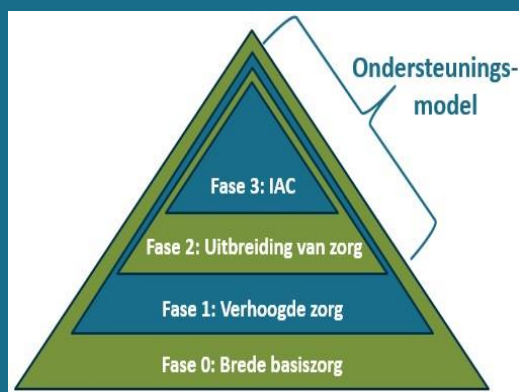 Ondersteunings-
model
Fase 3: IAC
Fase 2: Uitbreiding van zorg
Fase 1: Verhoogde zorg
Fase 0: Brede basiszorg